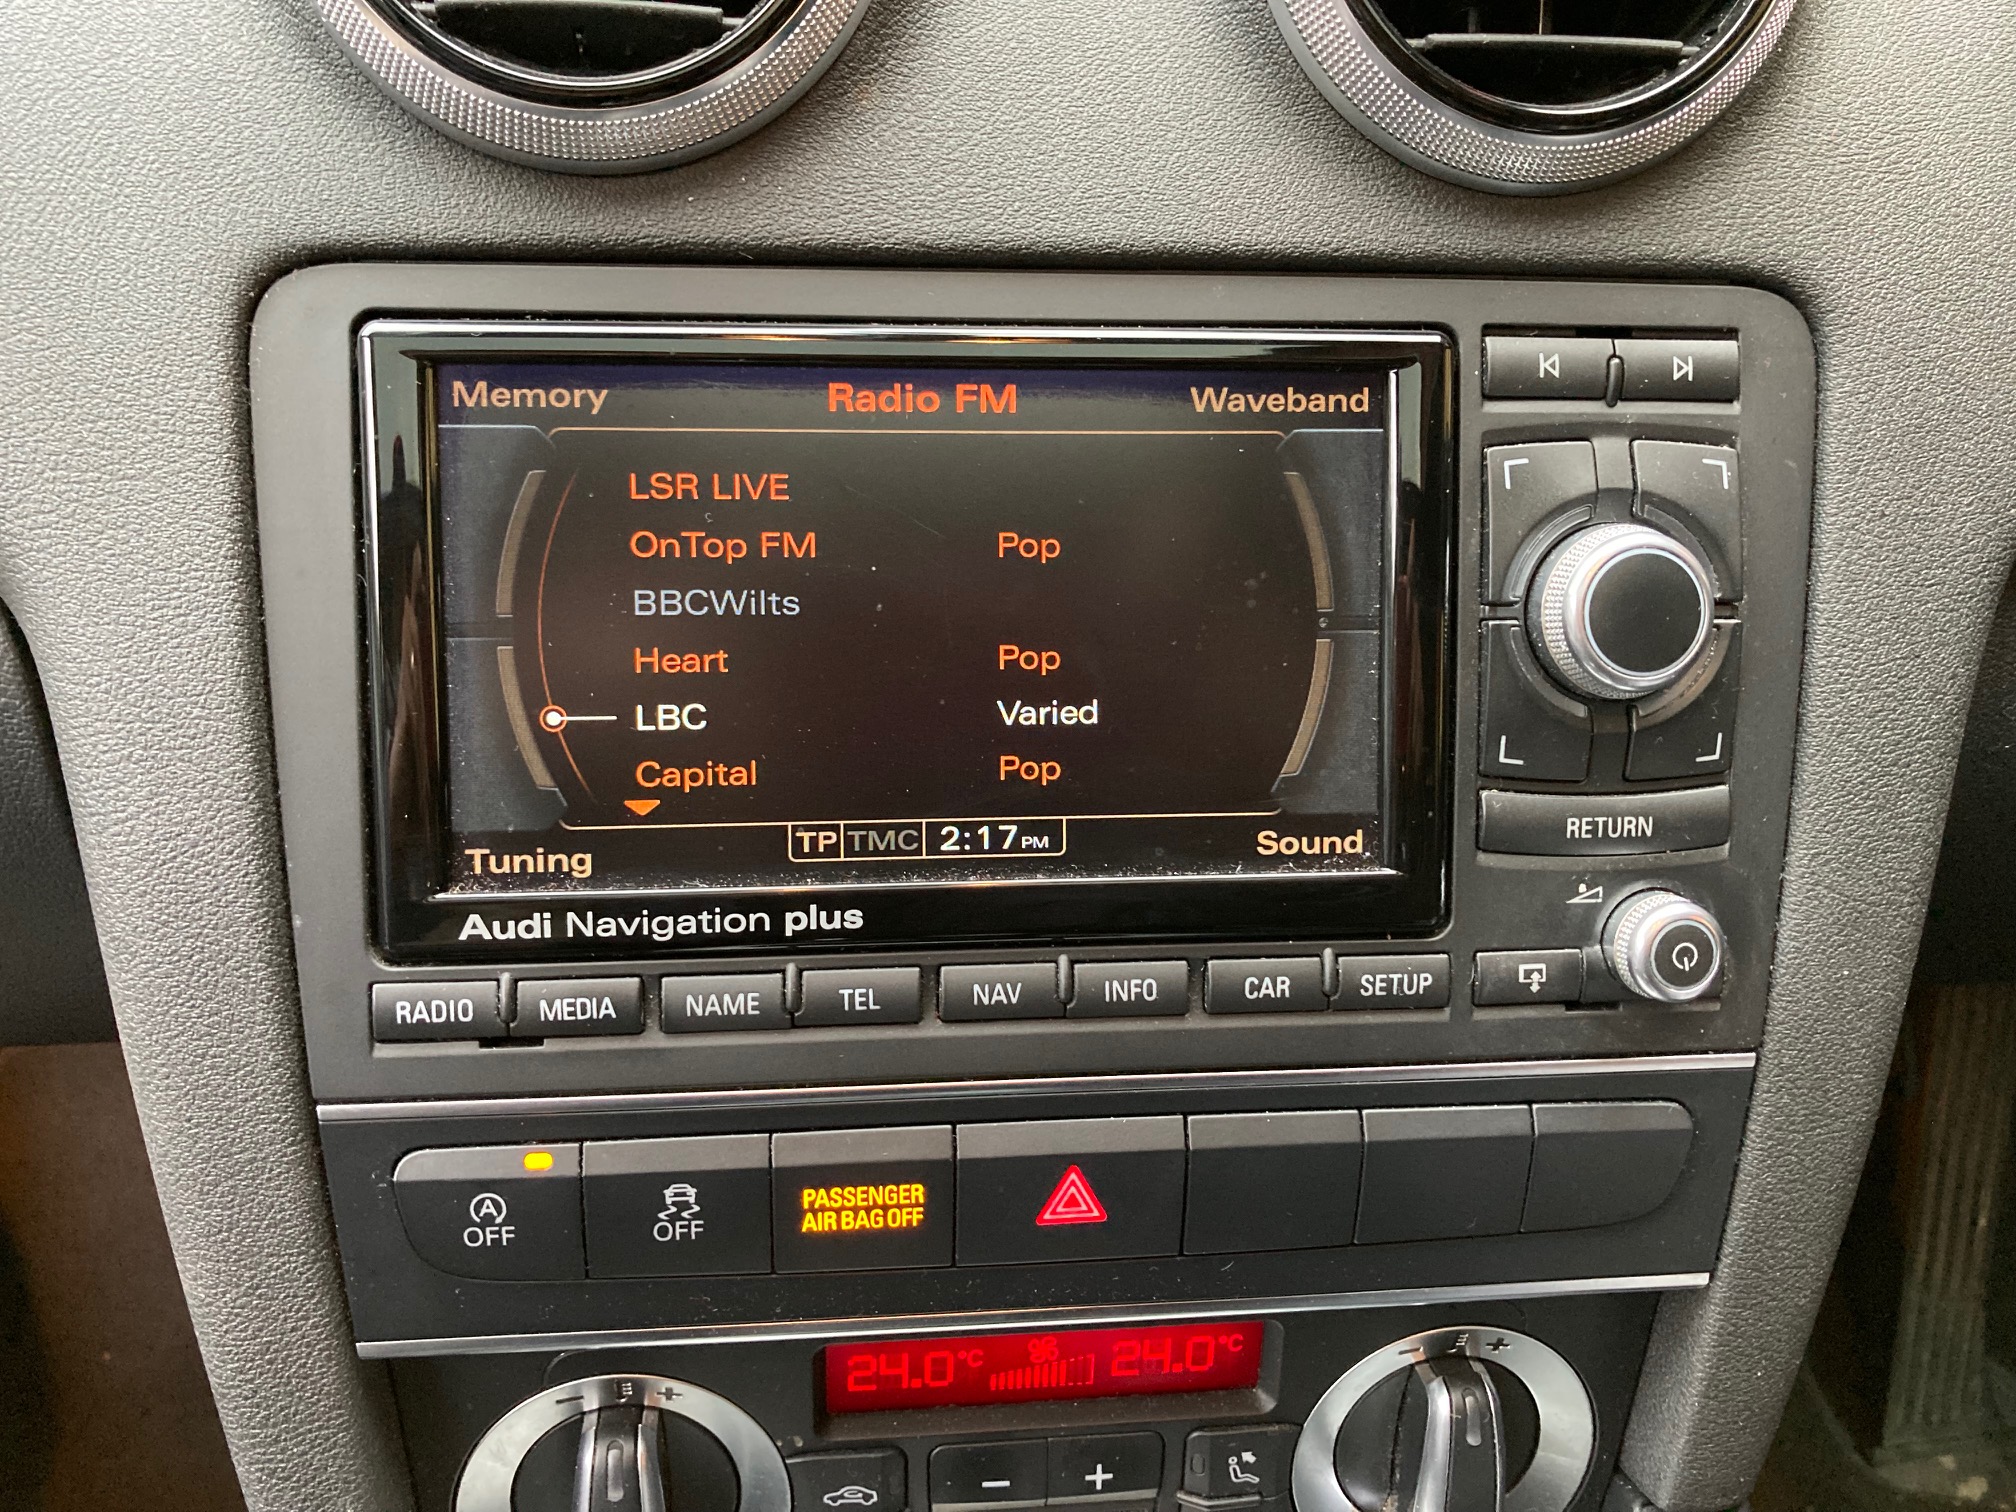 Memory Radio FM Waveband
LSR LIVE
OnTop FM Pop
BBCWilts
Heart Pop
LBC Varied
Capital Pop
Tuning TP TMC 2:17 PM Sound
Audi Navigation plus
RETURN
RADIO MEDIA NAME TEL NAV INFO CAR SETUP
A
OFF
OFF
PASSENGER
AIR BAG OFF
24.0°C 24.0°C
- +
- +
- +